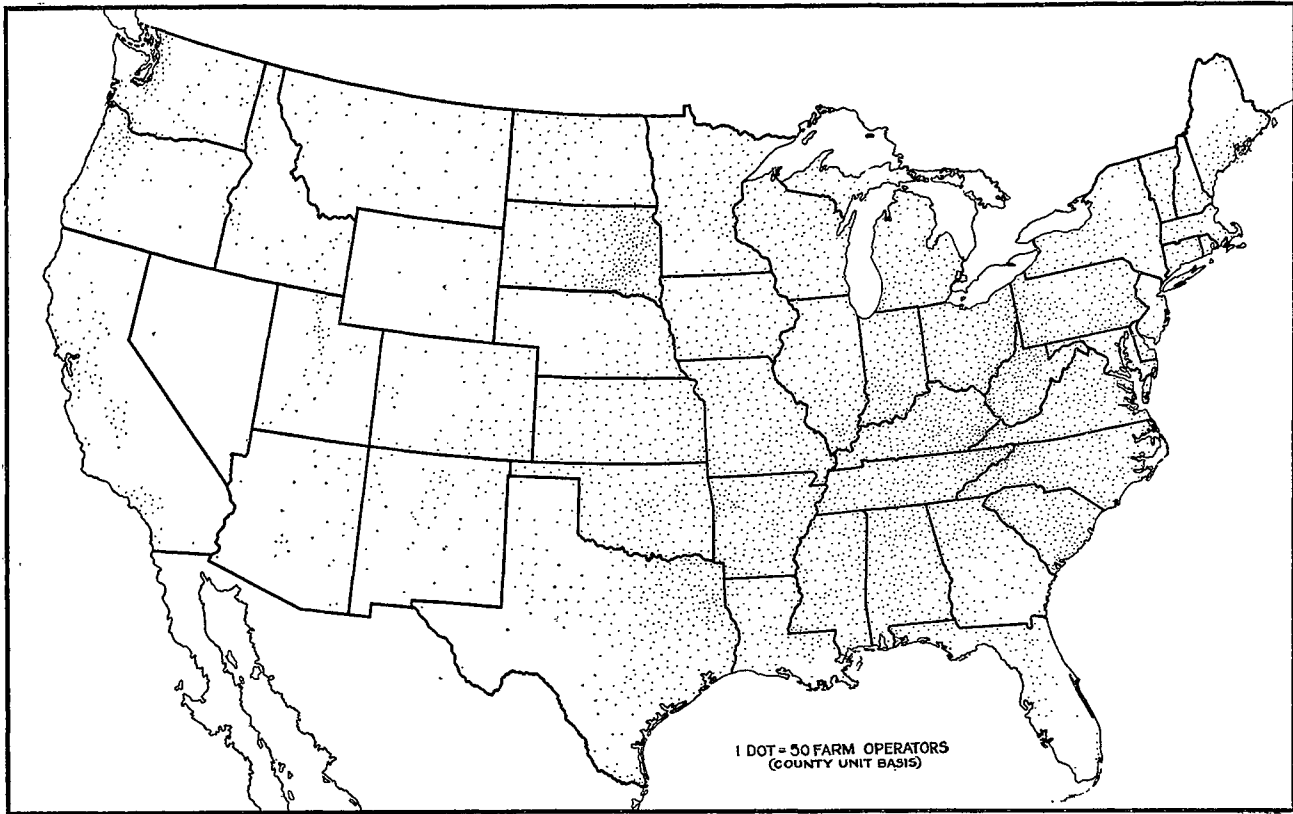 1 DOT = 50 FARM OPERATORS
(COUNTY UNIT BASIS)